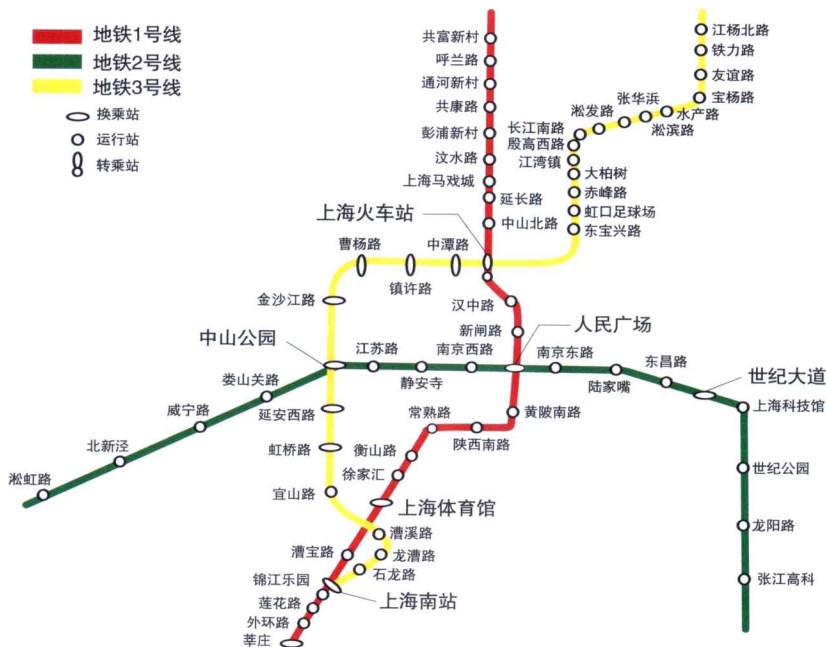 地铁1号线
地铁2号线
地铁3号线
换乘站
运行站
转乘站
共富新村
呼兰路
通河新村
共康路
彭浦新村
汶水路
上海马戏城
延长路
中山北路
上海火车站
汉中路
新闸路
人民广场
黄陂南路
陕西南路
常熟路
衡山路
徐家汇
上海体育馆
漕宝路
上海南站
锦江乐园
莲花路
外环路
莘庄
江杨北路
铁力路
友谊路
宝杨路
水产路
淞滨路
张华浜
淞发路
长江南路
殷高西路
江湾镇
大柏树
赤峰路
虹口足球场
东宝兴路
中潭路
镇许路
曹杨路
金沙江路
中山公园
延安西路
虹桥路
宜山路
漕溪路
龙漕路
石龙路
淞虹路
北新泾
威宁路
娄山关路
江苏路
静安寺
南京西路
南京东路
陆家嘴
东昌路
世纪大道
上海科技馆
世纪公园
龙阳路
张江高科